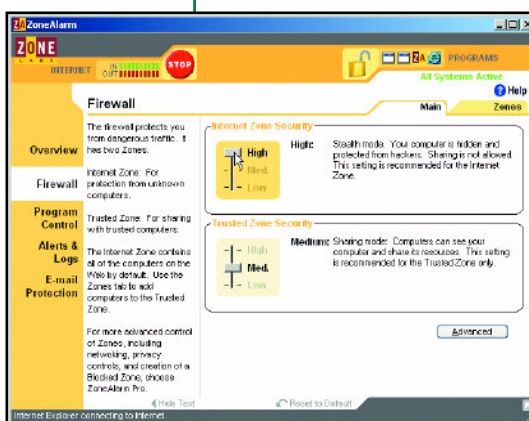 ZA ZoneAlarm
ZONE
LABS
INTERNET
IN
OUT
STOP
ZA
PROGRAMS
All Systems Active
Help
Firewall
Main
Zones
Overview
Firewall
Program
Control
Alerts &
Logs
E-mail
Protection
The firewall protects you
from dangerous traffic. It
has two Zones.
Internet Zone: For
protection from unknown
computers.
Trusted Zone: For sharing
with trusted computers.
The Internet Zone contains
all of the computers on the
Web by default. Use the
Zones tab to add
computers to the Trusted
Zone.
For more advanced control
of Zones, including
networking, privacy
controls, and creation of a
Blocked Zone, choose
ZoneAlarm Pro.
Internet Zone Security
High
Med.
Low
High: Stealth mode. Your computer is hidden and
protected from hackers. Sharing is not allowed.
This setting is recommended for the Internet
Zone.
Trusted Zone Security
High
Med.
Low
Medium: Sharing mode: Computers can see your
computer and share its resources. This setting
is recommended for the Trusted Zone only.
Advanced
Hide Text
Reset to Default
Internet Explorer connecting to Internet.